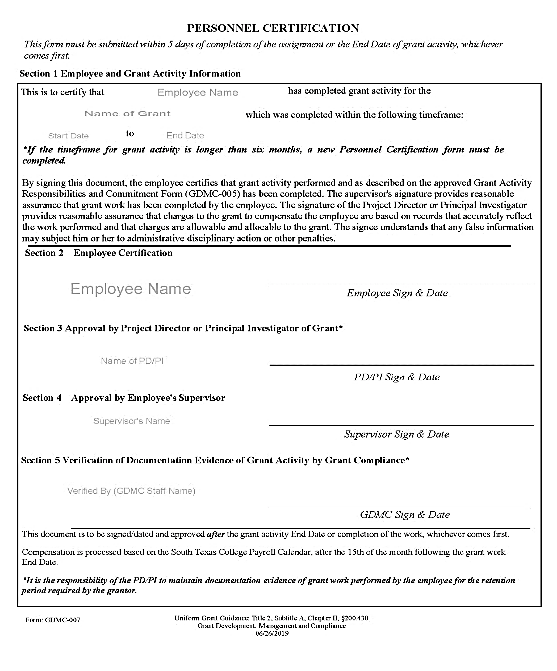 PERSONNEL CERTIFICATION
This form must be submitted within 5 days of completion of the assignment or the End Date of grant activity, whichever
comes first.
Section 1 Employee and Grant Activity Information
This is to certify that Employee Name has completed grant activity for the
Name of Grant which was completed within the following timeframe:
Start Date to End Date
*If the timeframe for grant activity is longer than six months, a new Personnel Certification form must be
completed.
By signing this document, the employee certifies that grant activity performed and as described on the approved Grant Activity
Responsibilities and Commitment Form (GDMC-005) has been completed. The supervisor's signature provides reasonable
assurance that grant work has been completed by the employee. The signature of the Project Director or Principal Investigator
provides reasonable assurance that charges to the grant to compensate the employee are based on records that accurately reflect
the work performed and that charges are allowable and allocable to the grant. The signee understands that any false information
may subject him or her to administrative disciplinary action or other penalties.
Section 2 Employee Certification
Employee Name
Employee Sign & Date
Section 3 Approval by Project Director or Principal Investigator of Grant*
Name of PD/PI
PD/PI Sign & Date
Section 4 Approval by Employee's Supervisor
Supervisor's Name
Supervisor Sign & Date
Section 5 Verification of Documentation Evidence of Grant Activity by Grant Compliance*
Verified By (GDMC Staff Name)
GDMC Sign & Date
This document is to be signed/dated and approved after the grant activity End Date or completion of the work, whichever comes first.
Compensation is processed based on the South Texas College Payroll Calendar, after the 15th of the month following the grant work
End Date.
*It is the responsibility of the PD/PI to maintain documentation evidence of grant work performed by the employee for the retention
period required by the grantor.
Form: GDMC-007
Uniform Grant Guidance Title 2, Subtitle A, Chapter II, §200.430
Grant Development, Management and Compliance
06/26/2019